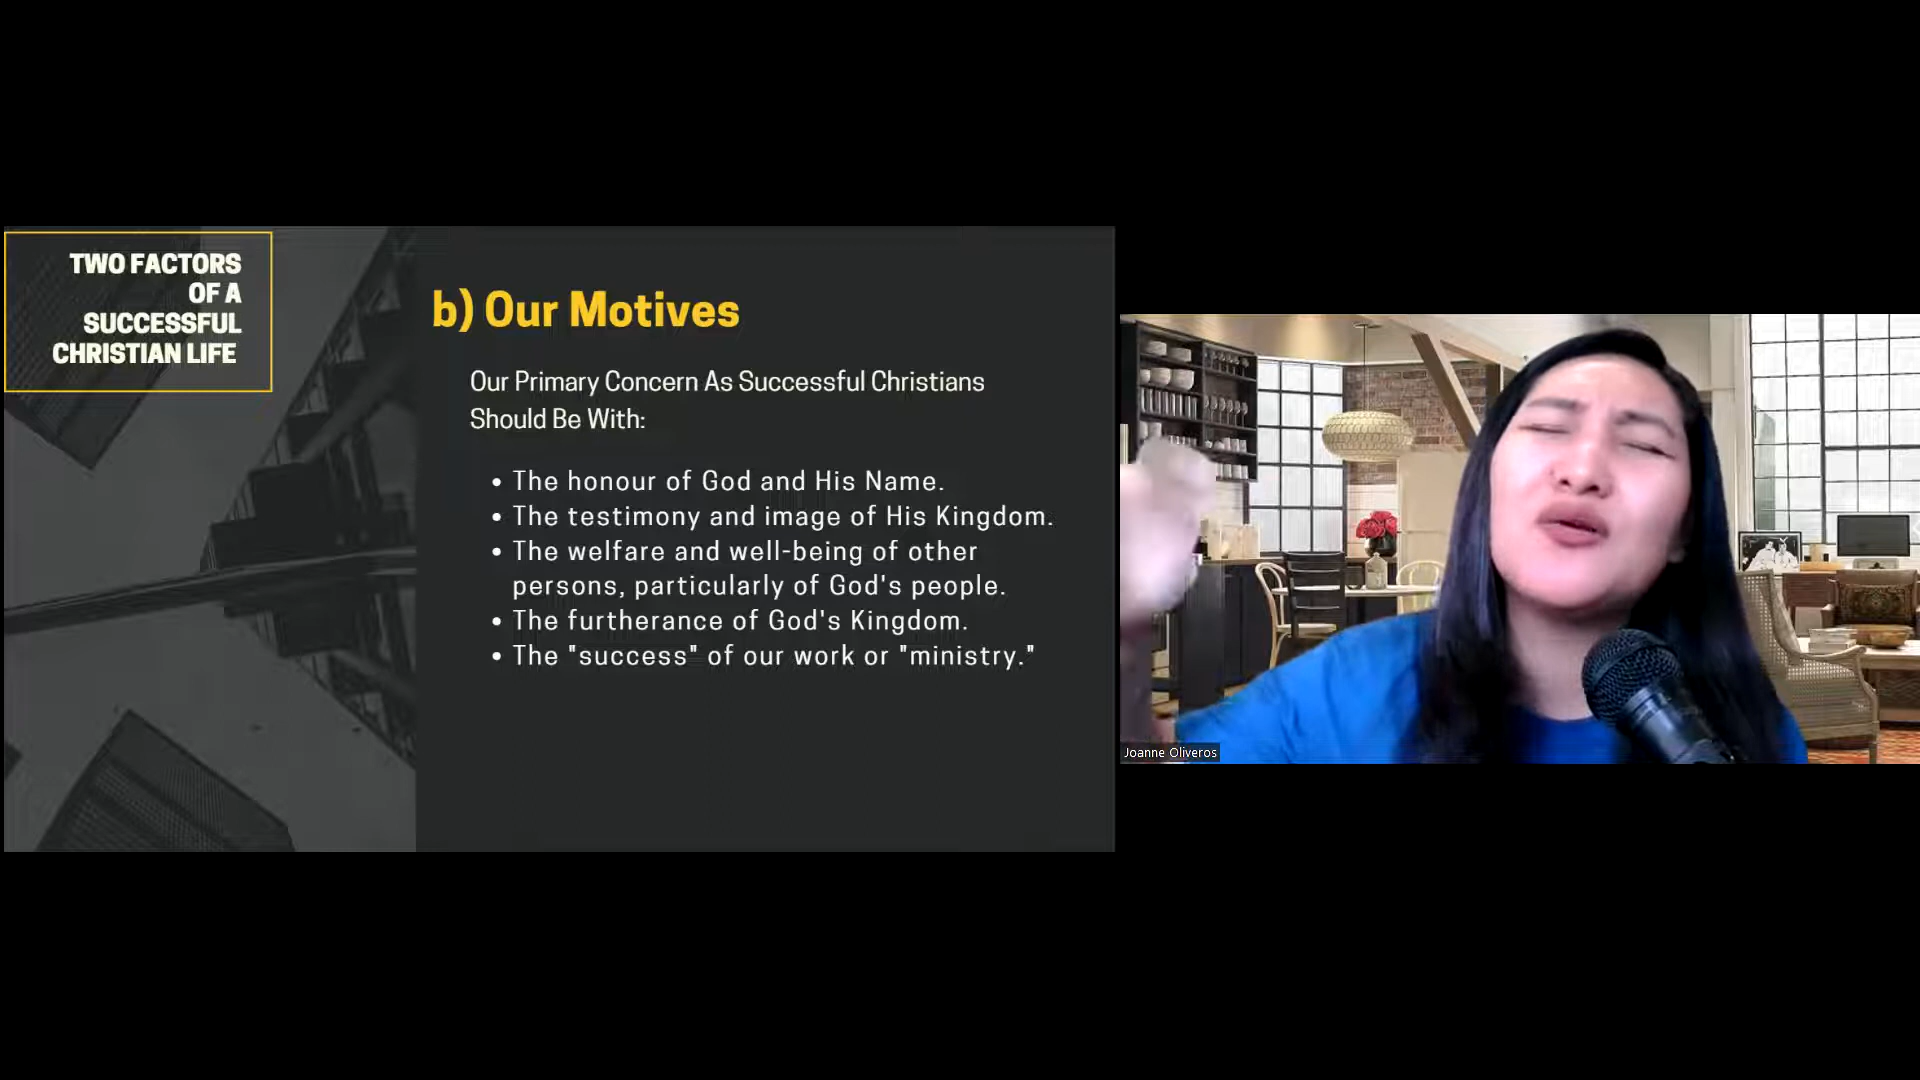 TWO FACTORS
OF A
SUCCESSFUL
CHRISTIAN LIFE
b) Our Motives
Our Primary Concern As Successful Christians
Should Be With:
• The honour of God and His Name.
• The testimony and image of His Kingdom.
• The welfare and well-being of other
persons, particularly of God's people.
• The furtherance of God's Kingdom.
• The "success" of our work or "ministry."
Joanne Oliveros